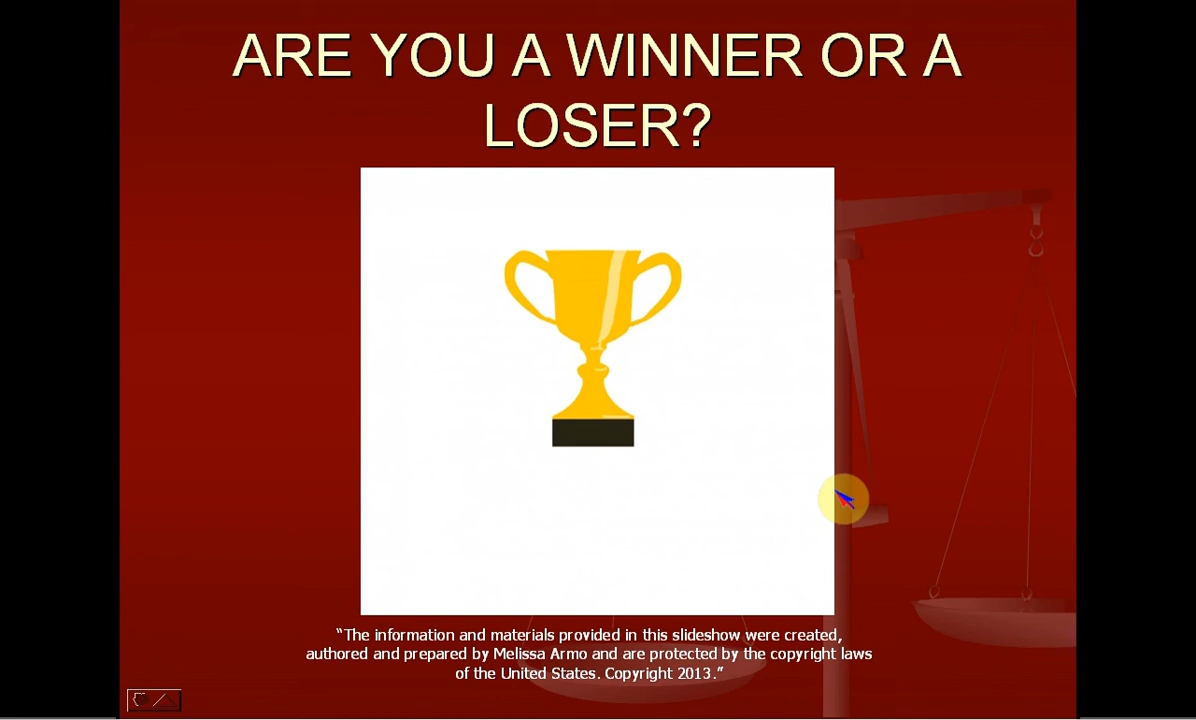 ARE YOU A WINNER OR A
LOSER?
“The information and materials provided in this slideshow were created,
authored and prepared by Melissa Armo and are protected by the copyright laws
of the United States. Copyright 2013.”